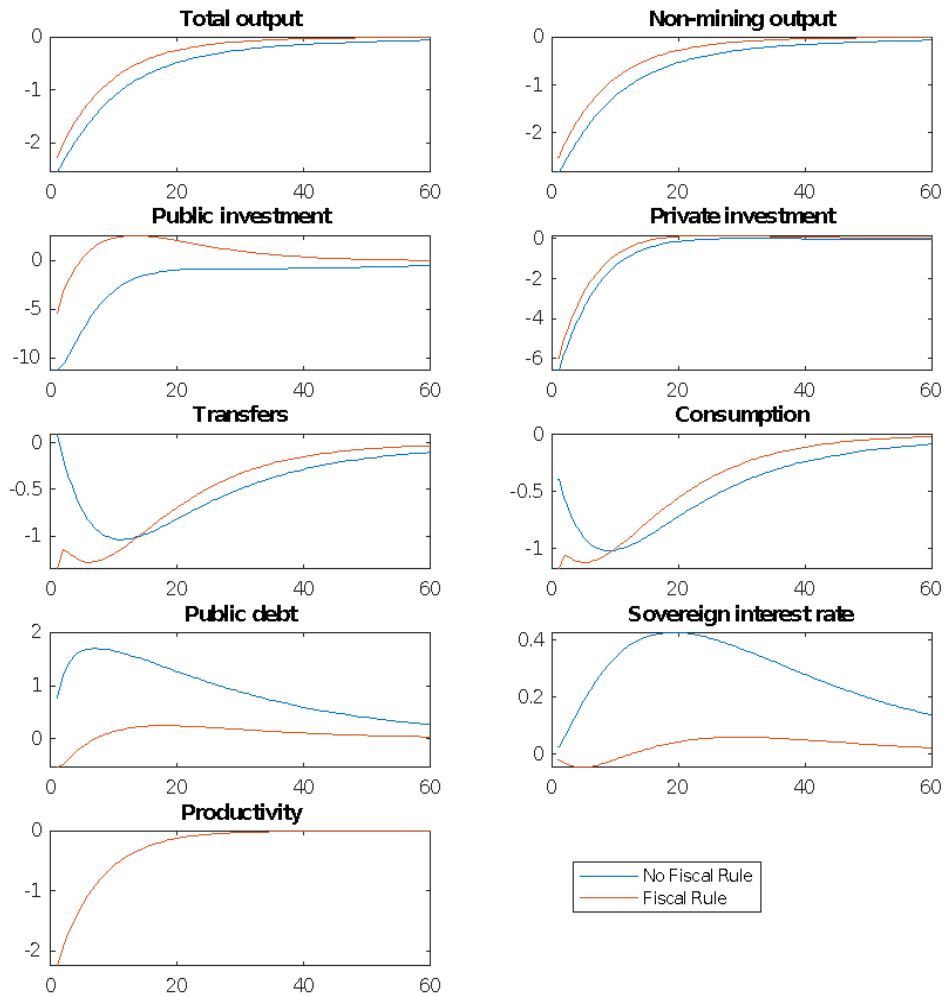 Total output
0
-1
-2
0 20 40 60
Non-mining output
0
-1
-2
0 20 40 60
Public investment
0
-5
-10
0 20 40 60
Private investment
0
-2
-4
-6
0 20 40 60
Transfers
0
-0.5
-1
0 20 40 60
Consumption
0
-0.5
-1
0 20 40 60
Public debt
2
1
0
0 20 40 60
Sovereign interest rate
0.4
0.2
0
0 20 40 60
Productivity
0
-1
-2
0 20 40 60
No Fiscal Rule
Fiscal Rule